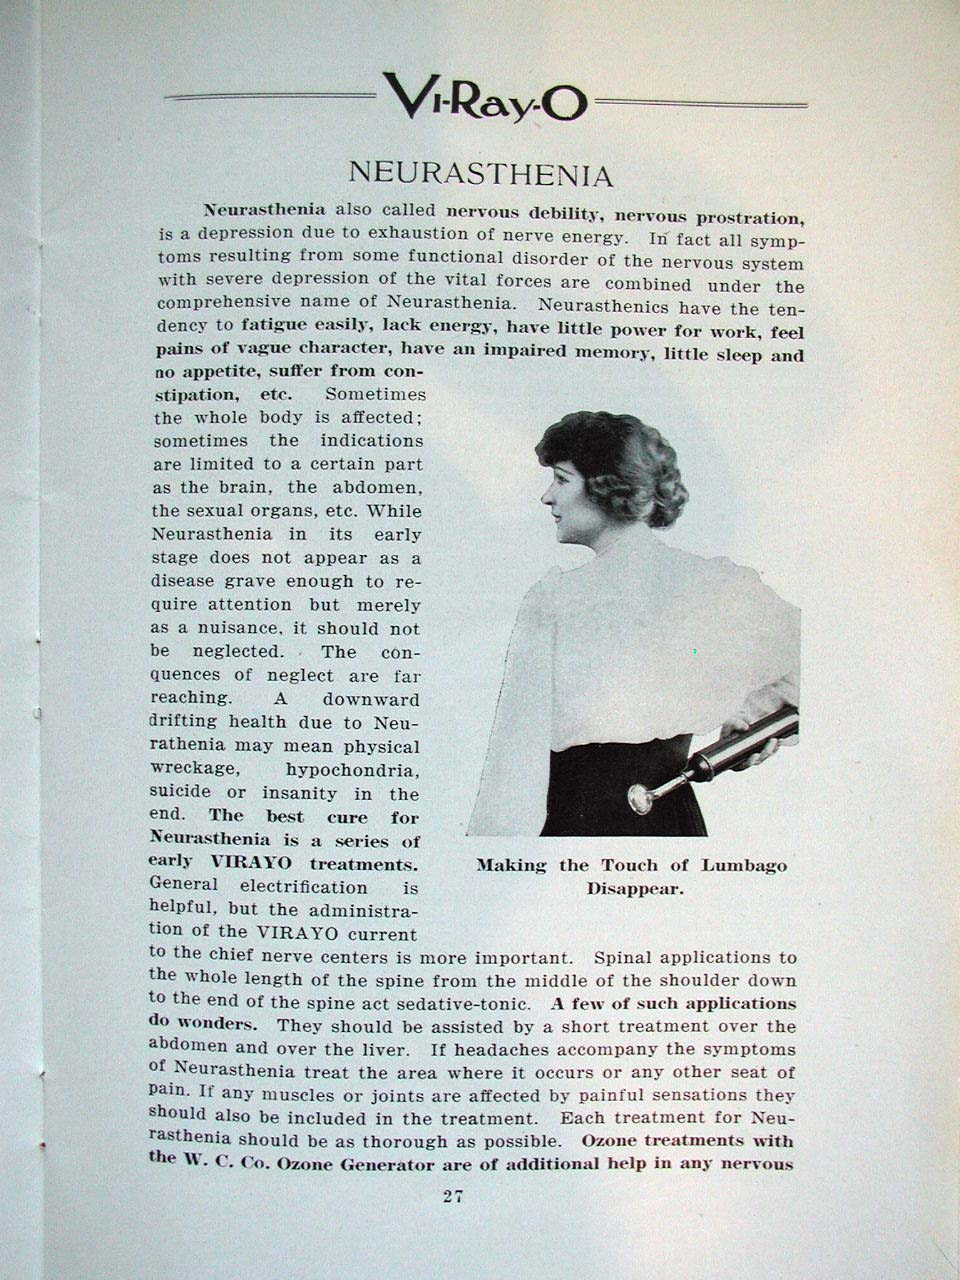 Vi-Ray-O
NEURASTHENIA
Neurasthenia also called nervous debility, nervous prostration,
is a depression due to exhaustion of nerve energy. In fact all symp-
toms resulting from some functional disorder of the nervous system
with severe depression of the vital forces are combined under the
comprehensive name of Neurasthenia. Neurasthenics have the ten-
dency to fatigue easily, lack energy, have little power for work, feel
pains of vague character, have an impaired memory, little sleep and
no appetite, suffer from con-
stipation, etc. Sometimes
the whole body is affected;
sometimes the indications
are limited to a certain part
as the brain, the abdomen,
the sexual organs, etc. While
Neurasthenia in its early
stage does not appear as a
disease grave enough to re-
quire attention but merely
as a nuisance, it should not
be neglected. The con-
quences of neglect are far
reaching. A downward
drifting health due to Neu-
rathenia may mean physical
wreckage, hypochondria,
suicide or insanity in the
end. The best cure for
Neurasthenia is a series of
early VIRAYO treatments.
General electrification is
helpful, but the administra-
tion of the VIRAYO current
to the chief nerve centers is more important. Spinal applications to
the whole length of the spine from the middle of the shoulder down
to the end of the spine act sedative-tonic. A few of such applications
do wonders. They should be assisted by a short treatment over the
abdomen and over the liver. If headaches accompany the symptoms
of Neurasthenia treat the area where it occurs or any other seat of
pain. If any muscles or joints are affected by painful sensations they
should also be included in the treatment. Each treatment for Neu-
rasthenia should be as thorough as possible. Ozone treatments with
the W. C. Co. Ozone Generator are of additional help in any nervous
Making the Touch of Lumbago
Disappear.
27